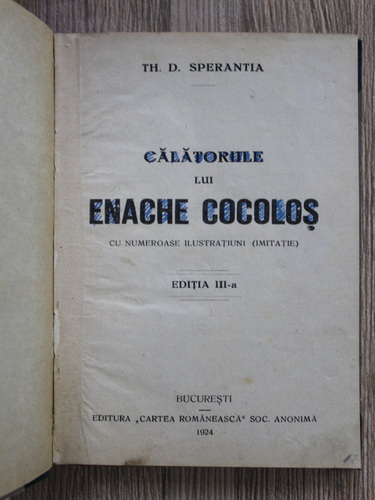 TH. D. SPERANTIA
CĂLĂTORIILE
LUI
ENACHE COCOLOȘ
CU NUMEROASE ILUSTRAȚIUNI (IMITAȚIE)
EDIȚIA III-a
BUCUREȘTI
EDITURA „CARTEA ROMÂNEASCĂ“ SOC. ANONIMĂ
1924